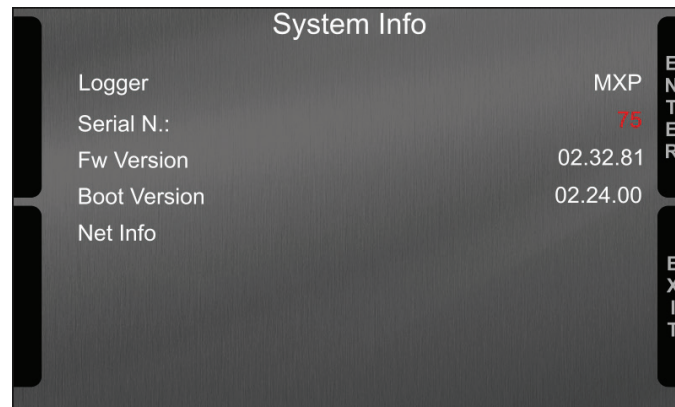 System Info
Logger MXP
Serial N.: 75
Fw Version 02.32.81
Boot Version 02.24.00
Net Info
ENTER
EXIT